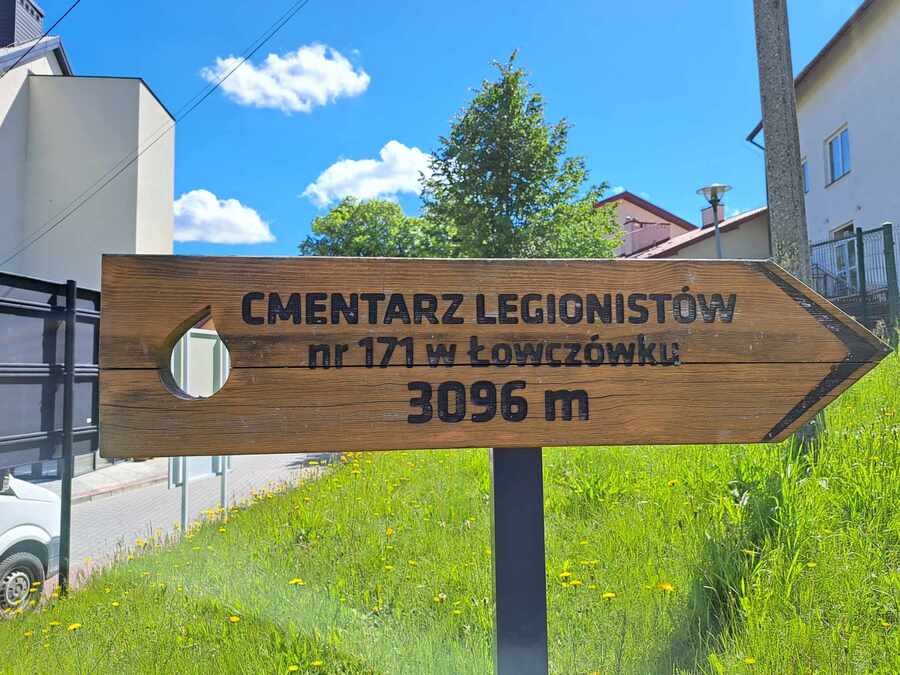 CMENTARZ LEGIONISTÓW
nr 171 w Łowczówku
3096 m